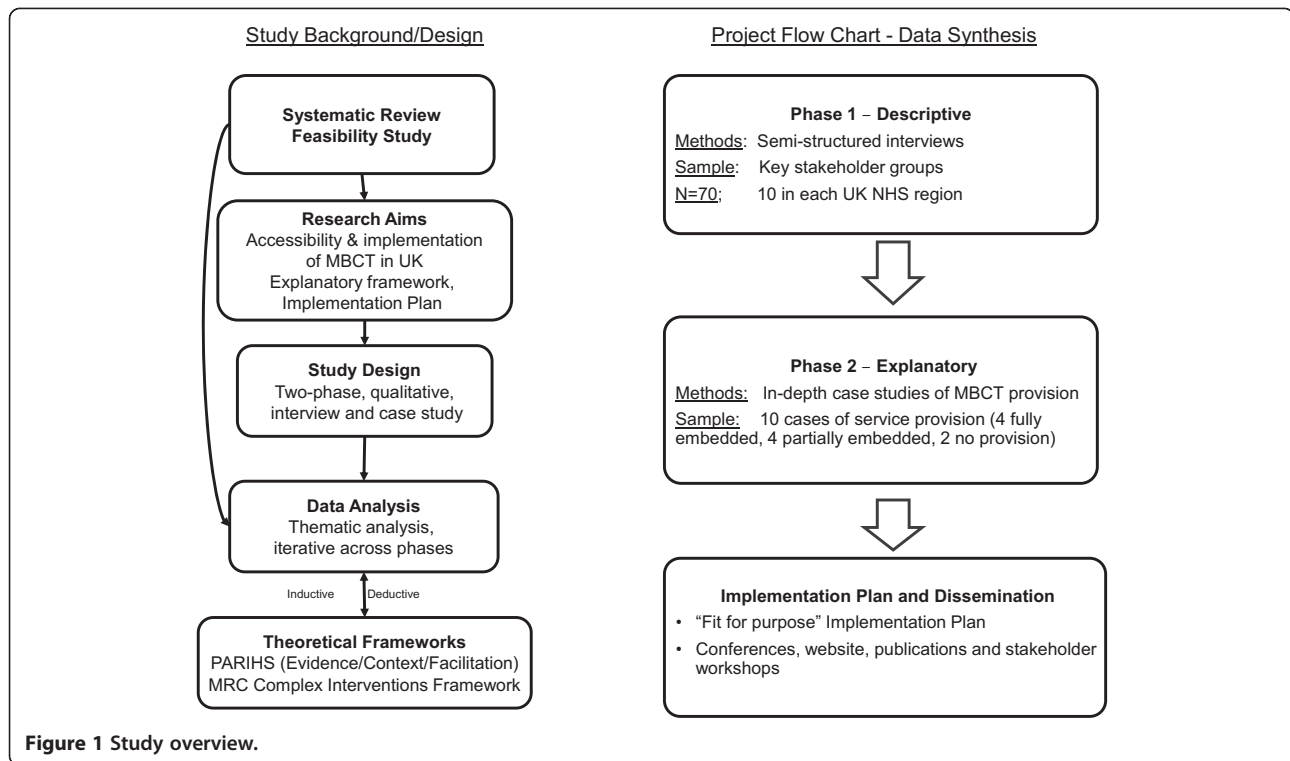 Study Background/Design
Systematic Review
Feasibility Study
Research Aims
Accessibility & implementation
of MBCT in UK
Explanatory framework,
Implementation Plan
Study Design
Two-phase, qualitative,
interview and case study
Data Analysis
Thematic analysis,
iterative across phases
Inductive Deductive
Theoretical Frameworks
PARIHS (Evidence/Context/Facilitation)
MRC Complex Interventions Framework
Project Flow Chart - Data Synthesis
Phase 1 – Descriptive
Methods: Semi-structured interviews
Sample: Key stakeholder groups
N=70; 10 in each UK NHS region
Phase 2 – Explanatory
Methods: In-depth case studies of MBCT provision
Sample: 10 cases of service provision (4 fully
embedded, 4 partially embedded, 2 no provision)
Implementation Plan and Dissemination
• “Fit for purpose” Implementation Plan
• Conferences, website, publications and stakeholder
workshops
Figure 1 Study overview.